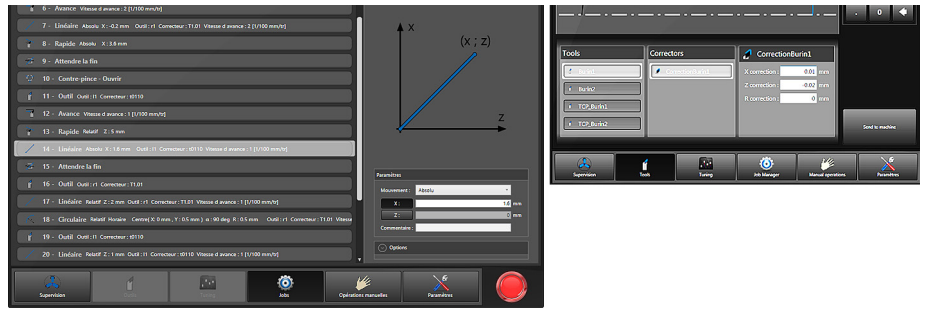 6 - Avance Vitesse d avance : 2 [1/100 mm/tr]
7 - Linéaire Absolu X : -0.2 mm Outil : r1 Correcteur : T1.01 Vitesse d avance : 2 [1/100 mm/tr]
8 - Rapide Absolu X : 3.6 mm
9 - Attendre la fin
10 - Contre-pince - Ouvrir
11 - Outil Outil : l1 Correcteur : t0110
12 - Avance Vitesse d avance : 1 [1/100 mm/tr]
13 - Rapide Relatif Z : 5 mm
14 - Linéaire Absolu X : 1.6 mm Outil : l1 Correcteur : t0110 Vitesse d avance : 1 [1/100 mm/tr]
15 - Attendre la fin
16 - Outil Outil : r1 Correcteur : T1.01
17 - Linéaire Relatif Z : 2 mm Outil : r1 Correcteur : T1.01 Vitesse d avance : 1 [1/100 mm/tr]
18 - Circulaire Relatif Horaire Centre( X: 0 mm , Y : 0.5 mm ) α : 90 deg R : 0.5 mm Outil : r1 Correcteur : T1.01 Vitesse
19 - Outil Outil : l1 Correcteur : t0110
20 - Linéaire Relatif Z : 1 mm Outil : l1 Correcteur : t0110 Vitesse d avance : 1 [1/100 mm/tr]
X
(x ; z)
Z
Paramètres
Mouvement : Absolu
X : 1.6 mm
Z : 0 mm
Commentaire :
Options
Supervision
Tuning
Jobs
Opérations manuelles
Paramètres
. 0
Tools
Burin1
Burin2
TCP_Burin1
TCP_Burin2
Correctors
CorrectionBurin1
CorrectionBurin1
X correction : 0.01 mm
Z correction : -0.02 mm
R correction : 0 mm
Send to machine
Supervision
Tools
Tuning
Job Manager
Manual operations
Paramètres